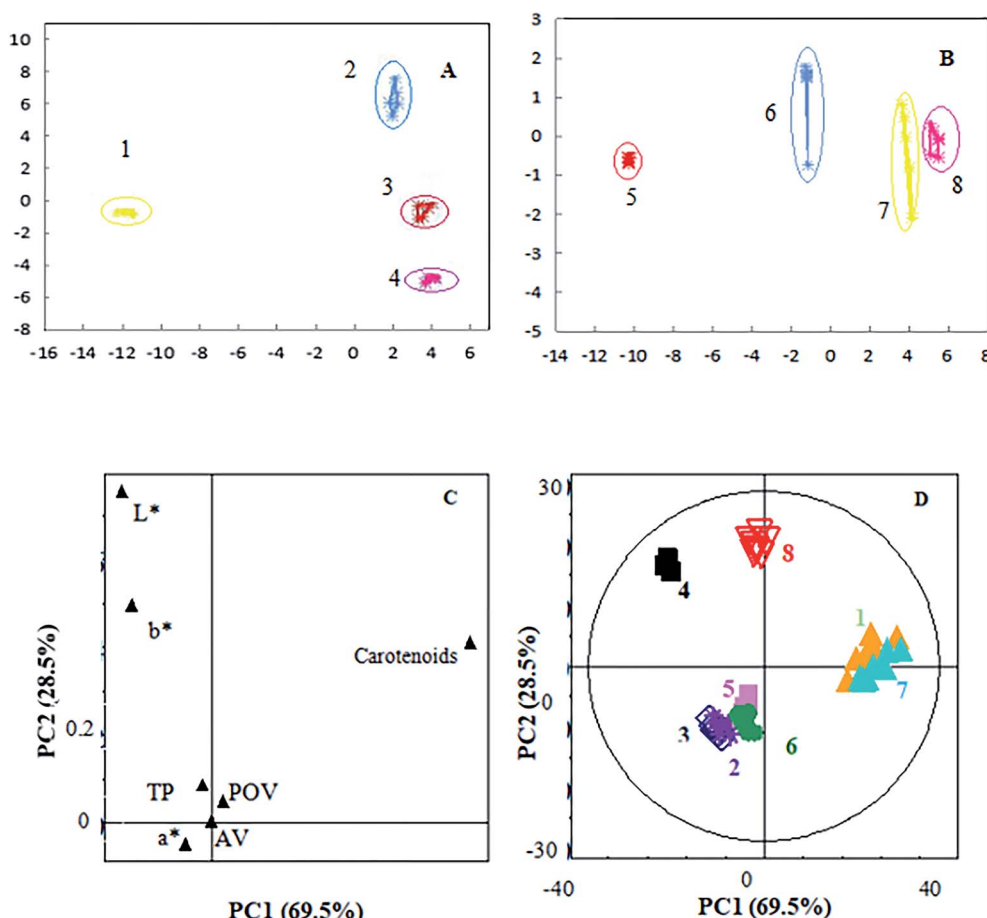 10
8
6
4
2
0
-2
-4
-6
-8
-16 -14 -12 -10 -8 -6 -4 -2 0 2 4 6
1
2
3
4
A
3
2
1
0
-1
-2
-3
-4
-5
-14 -12 -10 -8 -6 -4 -2 0 2 4 6 8
5
6
7
8
B
PC2 (28.5%)
0.2
0
L*
b*
Carotenoids
TP
POV
a*
AV
C
PC1 (69.5%)
PC2 (28.5%)
30
0
-30
D
8
4
1
7
5
3
6
2
-40 0 40
PC1 (69.5%)